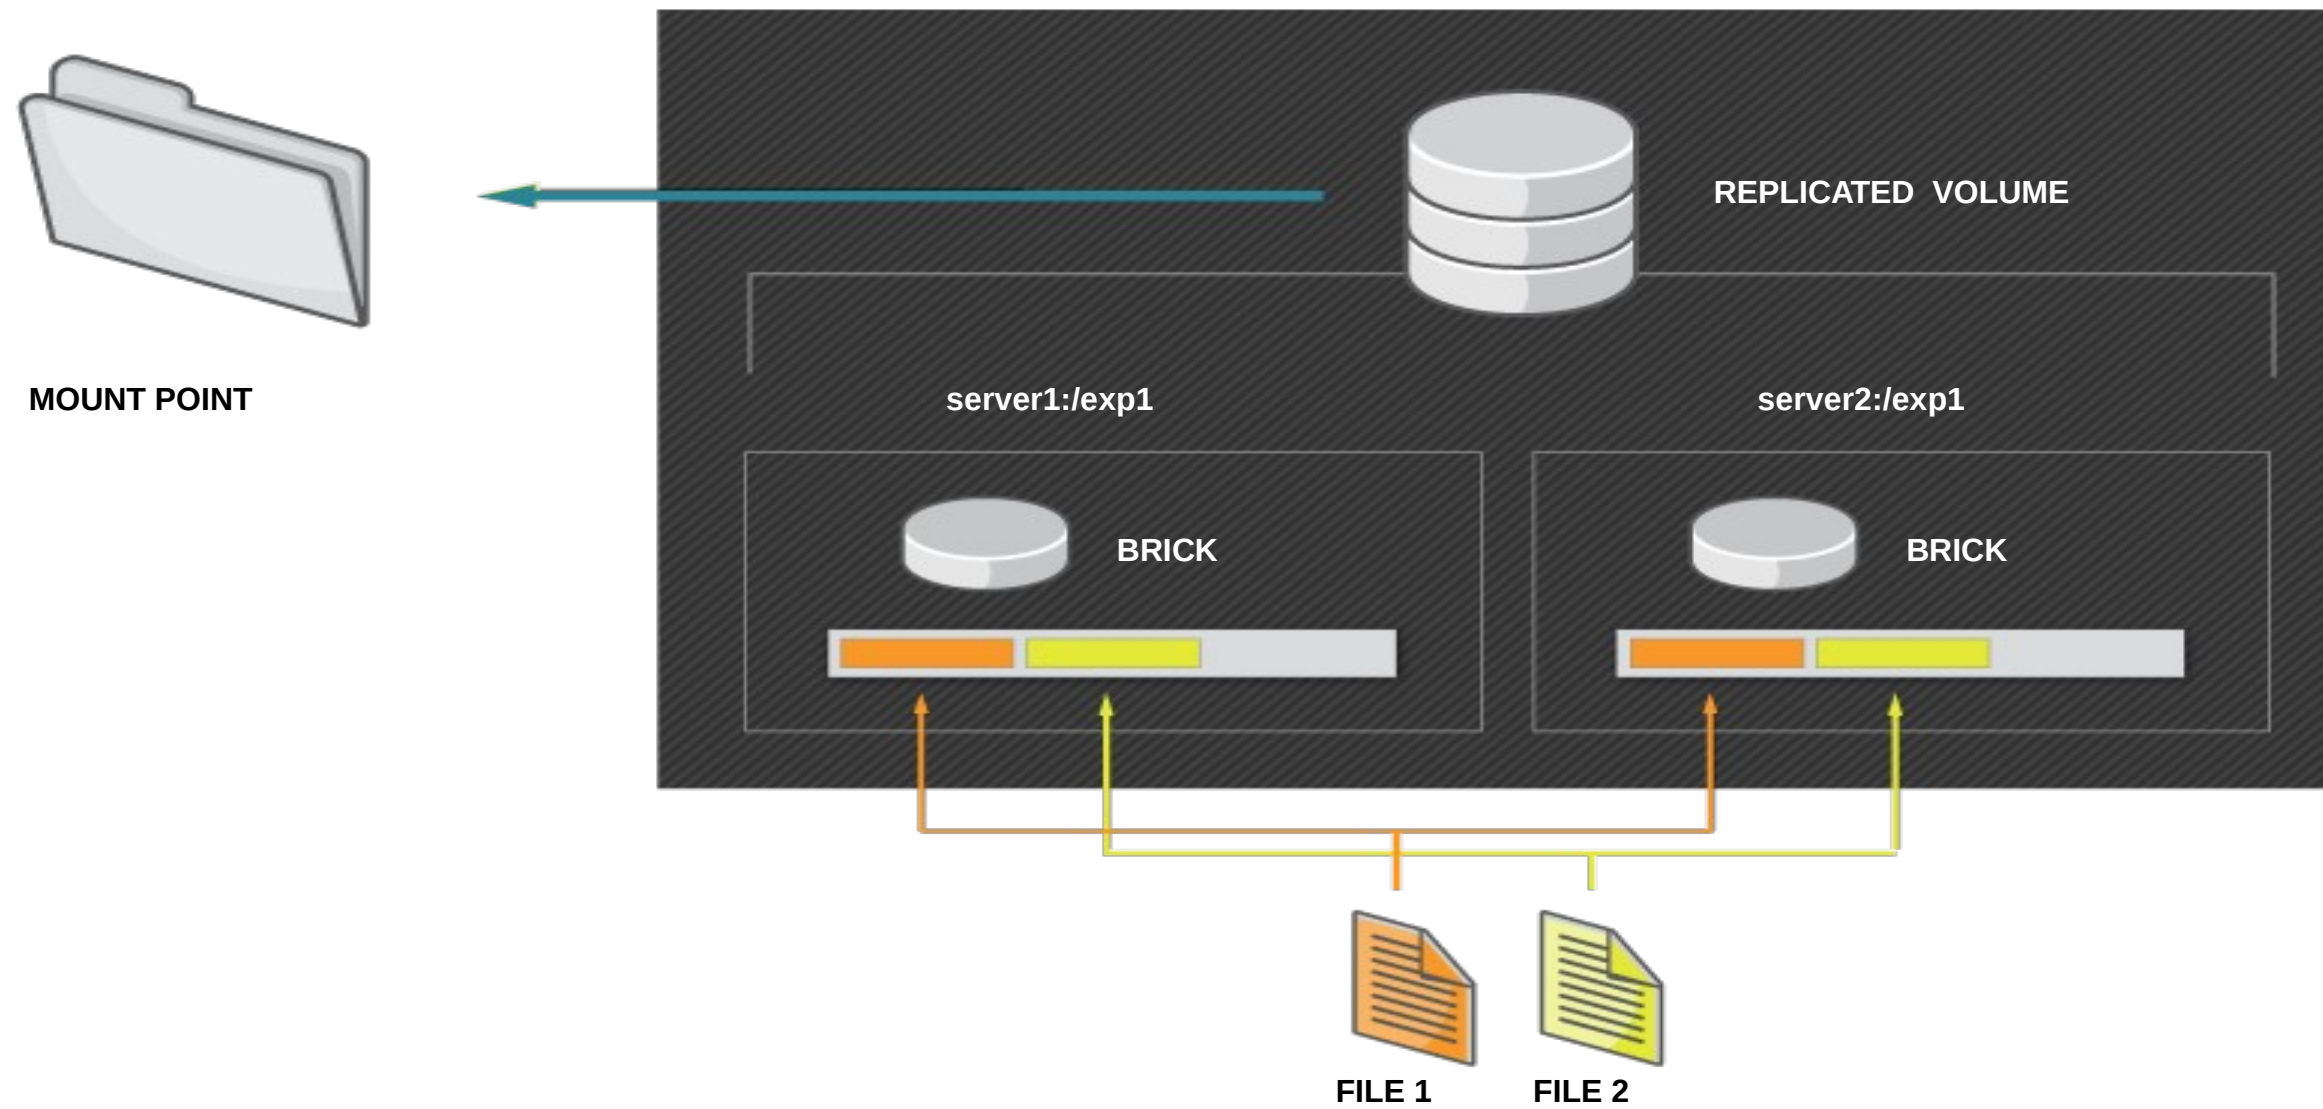 REPLICATED VOLUME
MOUNT POINT
server1:/exp1
server2:/exp1
BRICK
BRICK
FILE 1
FILE 2